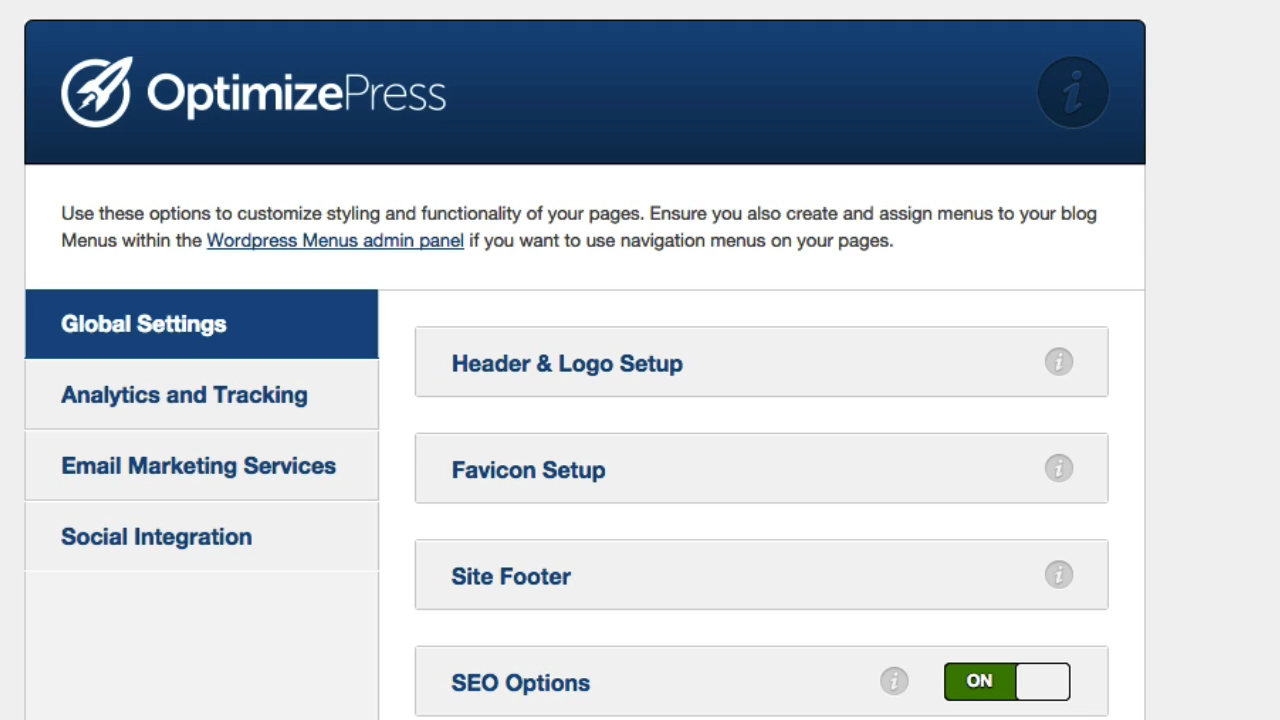 OptimizePress
Use these options to customize styling and functionality of your pages. Ensure you also create and assign menus to your blog
Menus within the Wordpress Menus admin panel if you want to use navigation menus on your pages.
Global Settings
Analytics and Tracking
Email Marketing Services
Social Integration
Header & Logo Setup
Favicon Setup
Site Footer
SEO Options ON